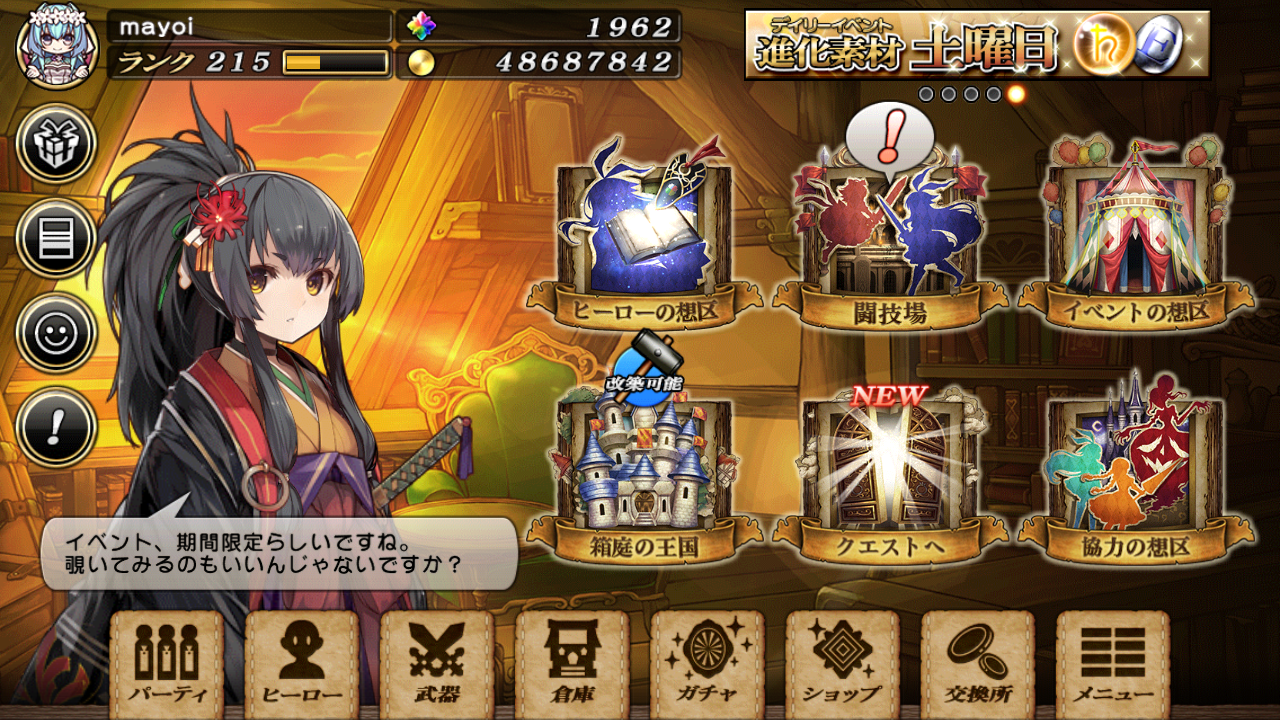 mayoi
1962
ランク 215
48687842
デイリーイベント
進化素材 土曜日
ヒーローの想区
闘技場
イベントの想区
改築可能
NEW
箱庭の王国
クエストへ
協力の想区
イベント、期間限定らしいですね。
覗いてみるのもいいんじゃないですか？
パーティ
ヒーロー
武器
倉庫
ガチャ
ショップ
交換所
メニュー